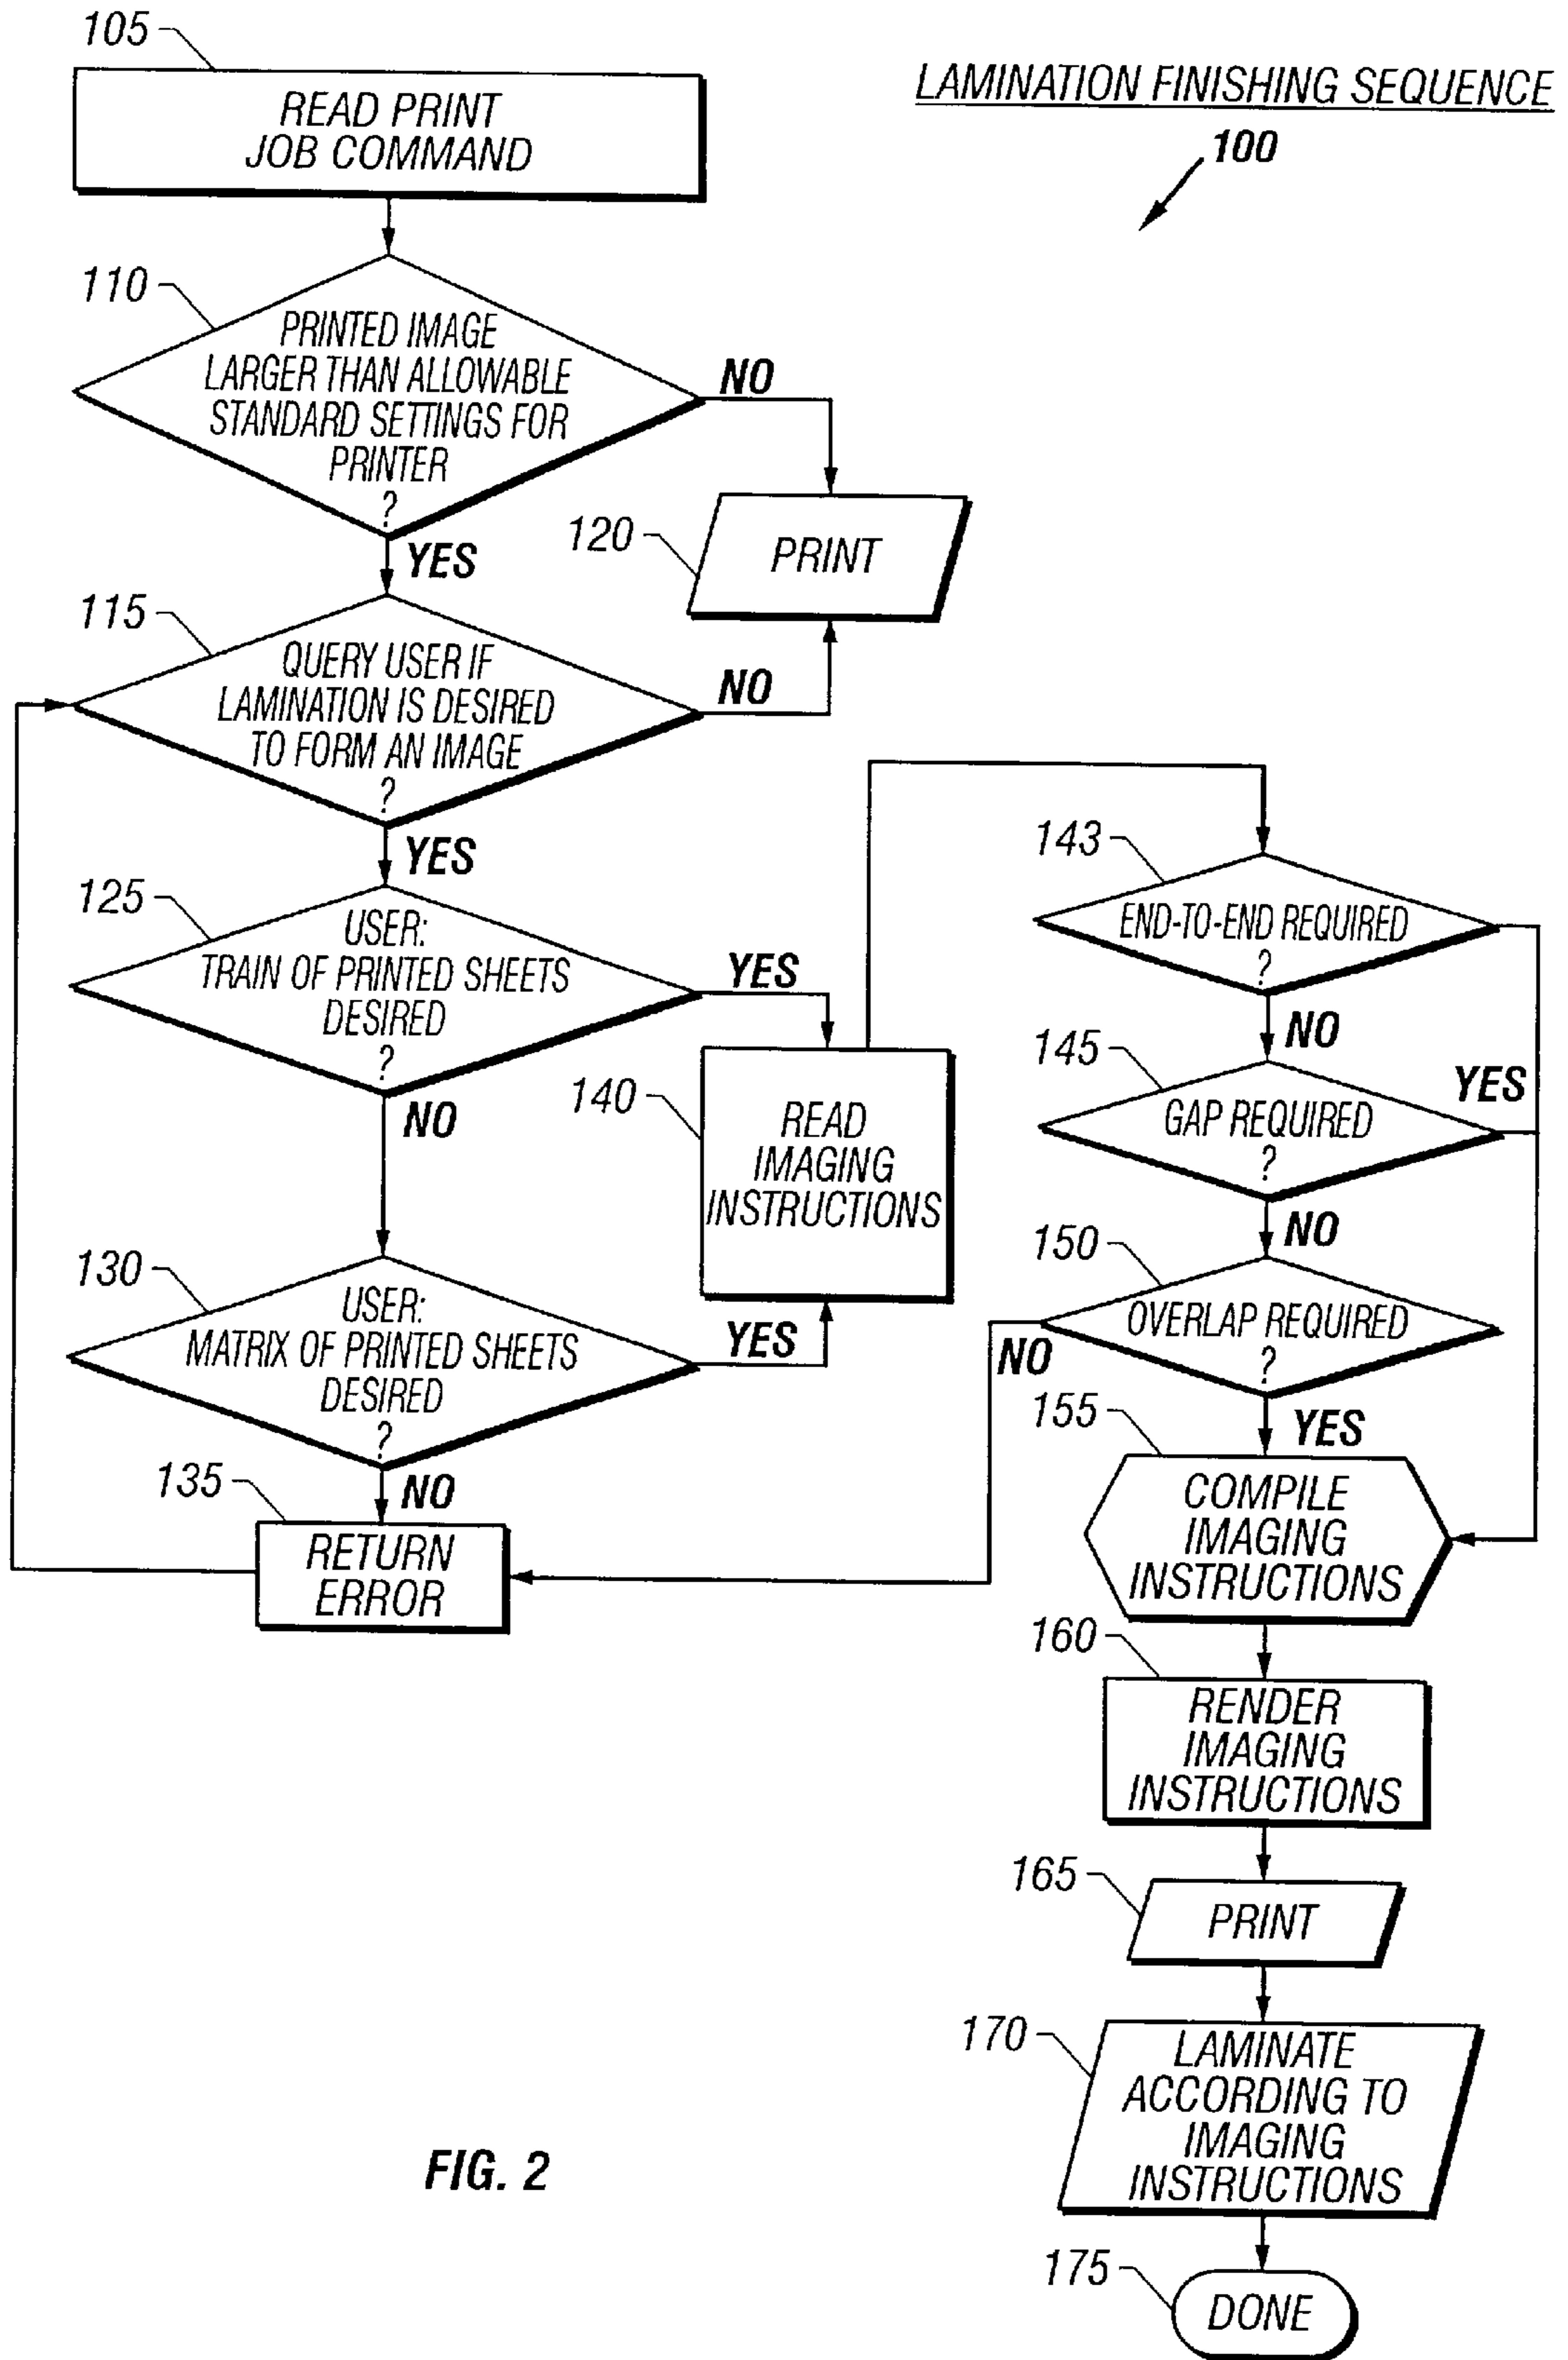 LAMINATION FINISHING SEQUENCE
100
105
READ PRINT
JOB COMMAND
110
PRINTED IMAGE
LARGER THAN ALLOWABLE
STANDARD SETTINGS FOR
PRINTER
?
NO
YES
120
PRINT
115
QUERY USER IF
LAMINATION IS DESIRED
TO FORM AN IMAGE
?
NO
YES
125
USER:
TRAIN OF PRINTED SHEETS
DESIRED
?
YES
NO
130
USER:
MATRIX OF PRINTED SHEETS
DESIRED
?
YES
NO
135
RETURN
ERROR
140
READ
IMAGING
INSTRUCTIONS
143
END-TO-END REQUIRED
?
NO
145
GAP REQUIRED
?
YES
NO
150
OVERLAP REQUIRED
?
NO
YES
155
COMPILE
IMAGING
INSTRUCTIONS
160
RENDER
IMAGING
INSTRUCTIONS
165
PRINT
170
LAMINATE
ACCORDING TO
IMAGING
INSTRUCTIONS
175
DONE
FIG. 2